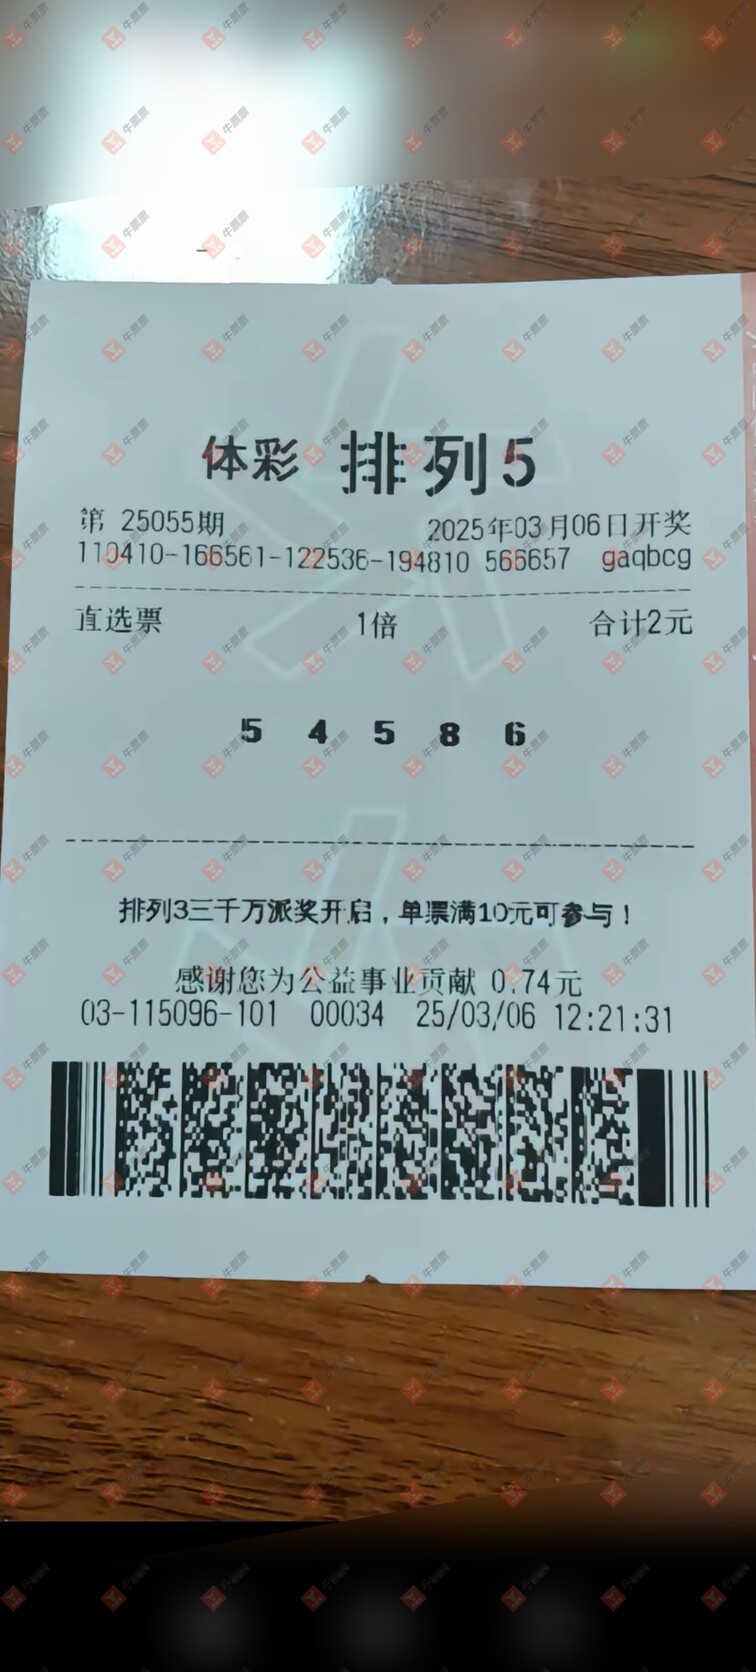 体彩 排列5
第 25055期 2025年03月06日开奖
110410-166561-122536-194810 566657 gaqbcg
直选票 1倍 合计2元
5 4 5 8 6
排列3三千万派奖开启，单票满10元可参与！
感谢您为公益事业贡献 0.74元
03-115096-101 00034 25/03/06 12:21:31
牛票票